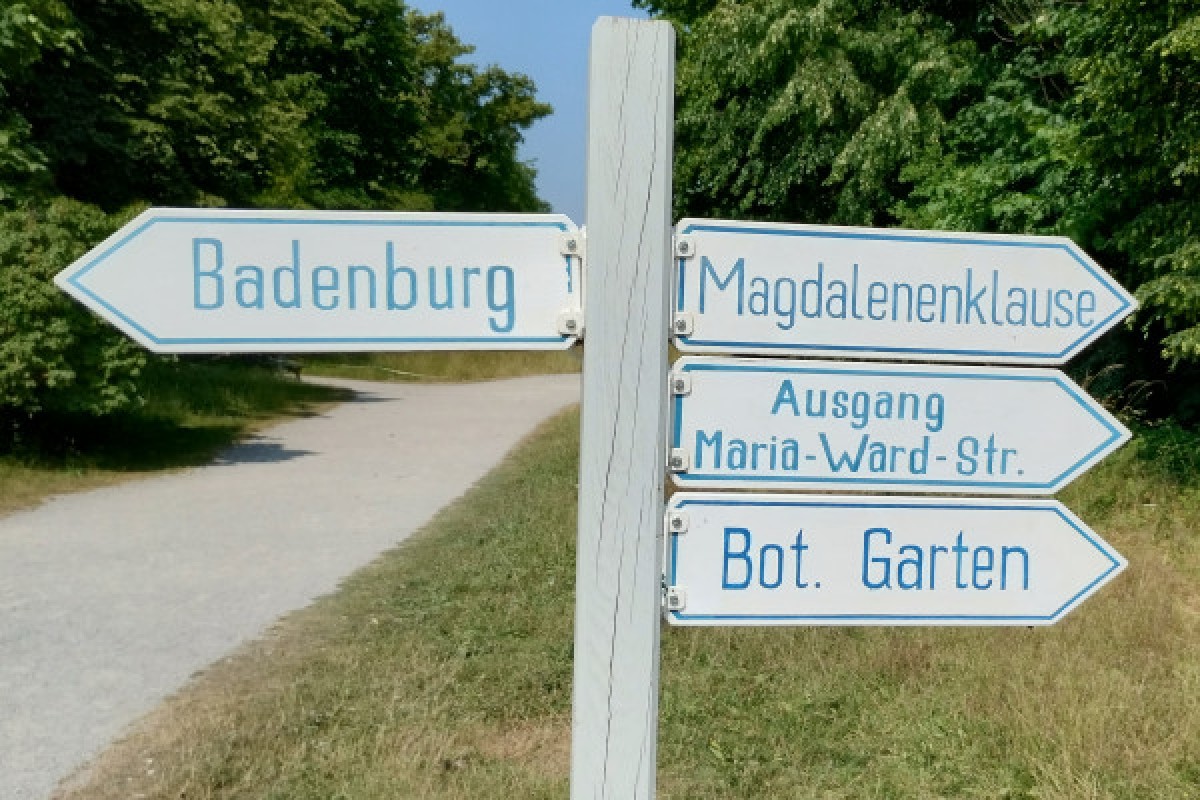 Badenburg
Magdalenenklause
Ausgang
Maria-Ward-Str.
Bot. Garten